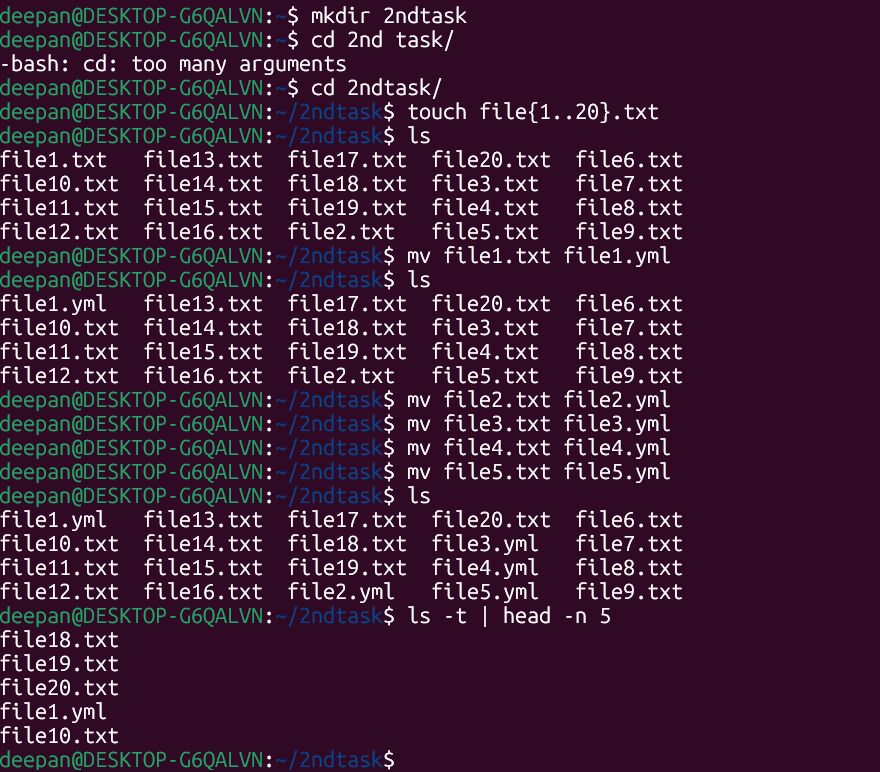 deepan@DESKTOP-G6QALVN:~$ mkdir 2ndtask
deepan@DESKTOP-G6QALVN:~$ cd 2nd task/
-bash: cd: too many arguments
deepan@DESKTOP-G6QALVN:~$ cd 2ndtask/
deepan@DESKTOP-G6QALVN:~/2ndtask$ touch file{1..20}.txt
deepan@DESKTOP-G6QALVN:~/2ndtask$ ls
file1.txt   file13.txt  file17.txt  file20.txt  file6.txt
file10.txt  file14.txt  file18.txt  file3.txt   file7.txt
file11.txt  file15.txt  file19.txt  file4.txt   file8.txt
file12.txt  file16.txt  file2.txt   file5.txt   file9.txt
deepan@DESKTOP-G6QALVN:~/2ndtask$ mv file1.txt file1.yml
deepan@DESKTOP-G6QALVN:~/2ndtask$ ls
file1.yml   file13.txt  file17.txt  file20.txt  file6.txt
file10.txt  file14.txt  file18.txt  file3.txt   file7.txt
file11.txt  file15.txt  file19.txt  file4.txt   file8.txt
file12.txt  file16.txt  file2.txt   file5.txt   file9.txt
deepan@DESKTOP-G6QALVN:~/2ndtask$ mv file2.txt file2.yml
deepan@DESKTOP-G6QALVN:~/2ndtask$ mv file3.txt file3.yml
deepan@DESKTOP-G6QALVN:~/2ndtask$ mv file4.txt file4.yml
deepan@DESKTOP-G6QALVN:~/2ndtask$ mv file5.txt file5.yml
deepan@DESKTOP-G6QALVN:~/2ndtask$ ls
file1.yml   file13.txt  file17.txt  file20.txt  file6.txt
file10.txt  file14.txt  file18.txt  file3.yml   file7.txt
file11.txt  file15.txt  file19.txt  file4.yml   file8.txt
file12.txt  file16.txt  file2.yml   file5.yml   file9.txt
deepan@DESKTOP-G6QALVN:~/2ndtask$ ls -t | head -n 5
file18.txt
file19.txt
file20.txt
file1.yml
file10.txt
deepan@DESKTOP-G6QALVN:~/2ndtask$